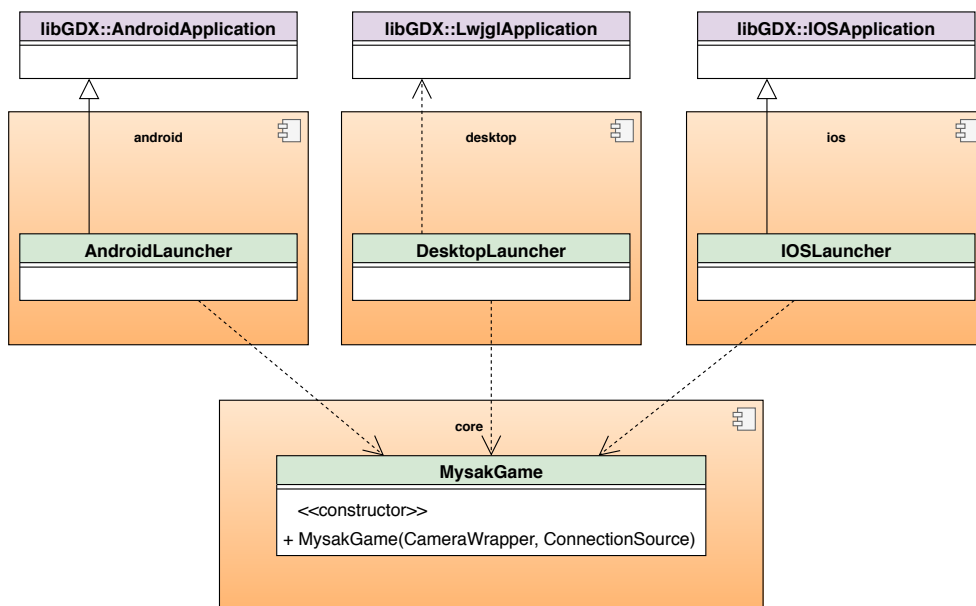 libGDX::AndroidApplication
libGDX::LwjglApplication
libGDX::IOSApplication
android
desktop
ios
AndroidLauncher
DesktopLauncher
IOSLauncher
core
MysakGame
<<constructor>>
+ MysakGame(CameraWrapper, ConnectionSource)